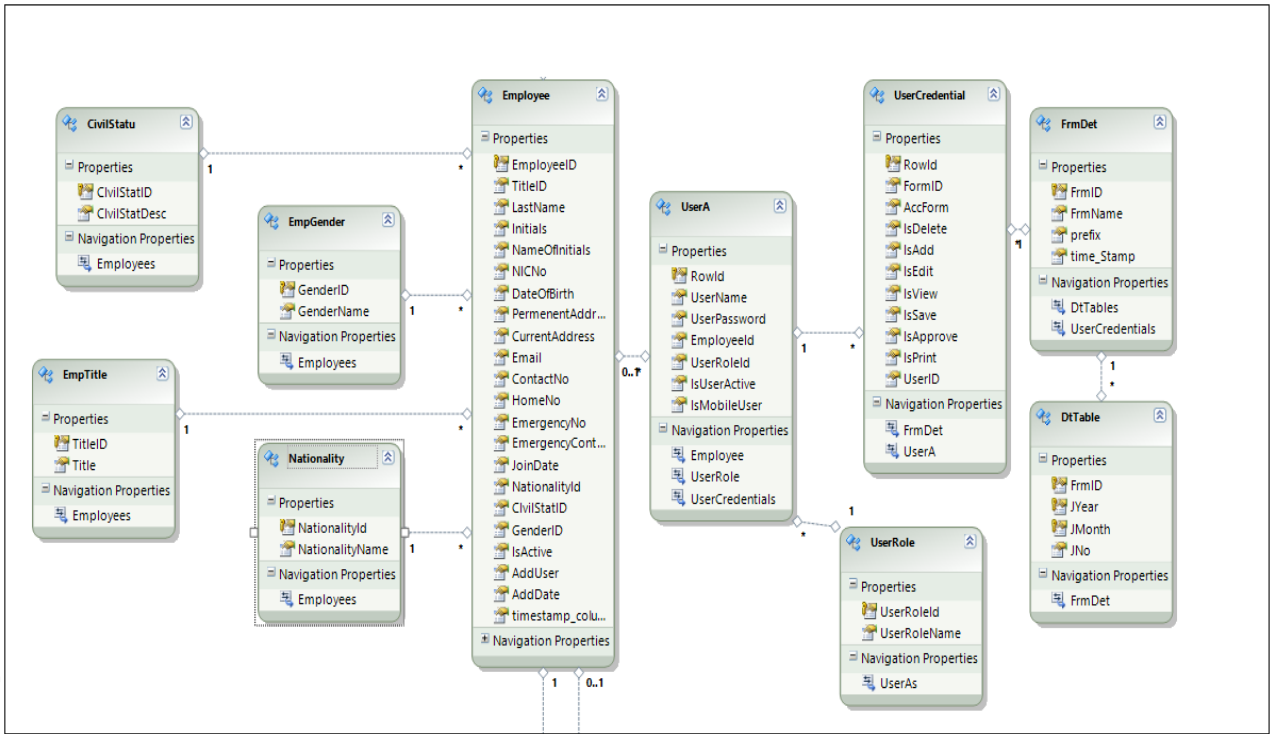 CivilStatu
Properties
CIvilStatID
CIvilStatDesc
Navigation Properties
Employees
1
*
EmpGender
Properties
GenderID
GenderName
Navigation Properties
Employees
1
*
EmpTitle
Properties
TitleID
Title
Navigation Properties
Employees
1
*
Nationality
Properties
NationalityId
NationalityName
Navigation Properties
Employees
1
*
Employee
Properties
EmployeeID
TitleID
LastName
Initials
NameOfInitials
NICNo
DateOfBirth
PermenentAddr...
CurrentAddress
Email
ContactNo
HomeNo
EmergencyNo
EmergencyCont...
JoinDate
NationalityId
CIvilStatID
GenderID
IsActive
AddUser
AddDate
timestamp_colu...
Navigation Properties
1
0..1
UserA
Properties
RowId
UserName
UserPassword
EmployeeId
UserRoleId
IsUserActive
IsMobileUser
Navigation Properties
Employee
UserRole
UserCredentials
1
*
UserCredential
Properties
RowId
FormID
AccForm
IsDelete
IsAdd
IsEdit
IsView
IsSave
IsApprove
IsPrint
UserID
Navigation Properties
FrmDet
UserA
FrmDet
Properties
FrmID
FrmName
prefix
time_Stamp
Navigation Properties
DtTables
UserCredentials
1
*
DtTable
Properties
FrmID
JYear
JMonth
JNo
Navigation Properties
FrmDet
1
*
UserRole
Properties
UserRoleId
UserRoleName
Navigation Properties
UserAs